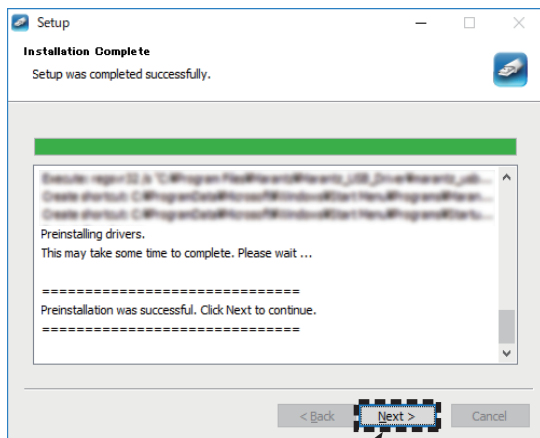 Setup
Installation Complete
Setup was completed successfully.
Preinstalling drivers.
This may take some time to complete. Please wait ...
==============================
Preinstallation was successful. Click Next to continue.
==============================
< Back
Next >
Cancel